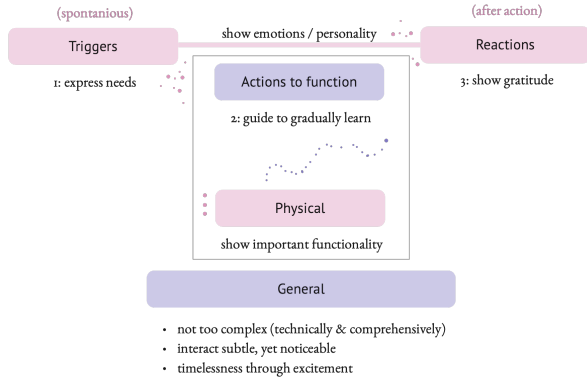 (spontaneous)
(after action)
Triggers
show emotions / personality
Reactions
1: express needs
3: show gratitude
Actions to function
2: guide to gradually learn
Physical
show important functionality
General
• not too complex (technically & comprehensively)
• interact subtle, yet noticeable
• timelessness through excitement